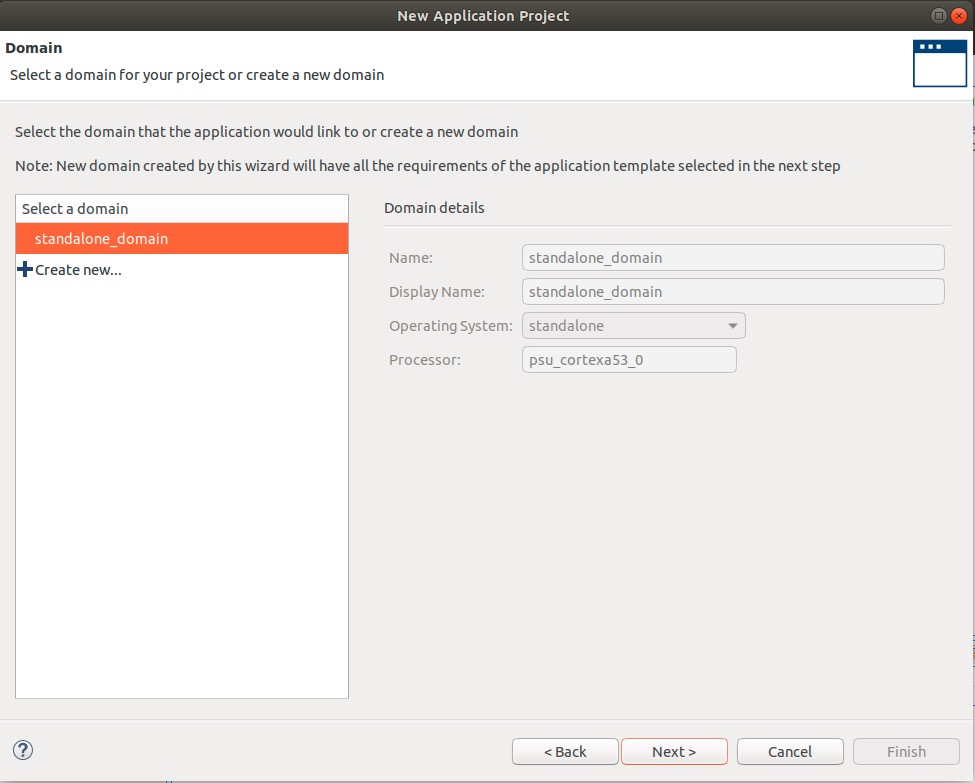 New Application Project
Domain
Select a domain for your project or create a new domain
Select the domain that the application would link to or create a new domain
Note: New domain created by this wizard will have all the requirements of the application template selected in the next step
Select a domain
standalone_domain
Create new...
Domain details
Name: standalone_domain
Display Name: standalone_domain
Operating System: standalone
Processor: psu_cortexa53_0
?
< Back Next > Cancel Finish